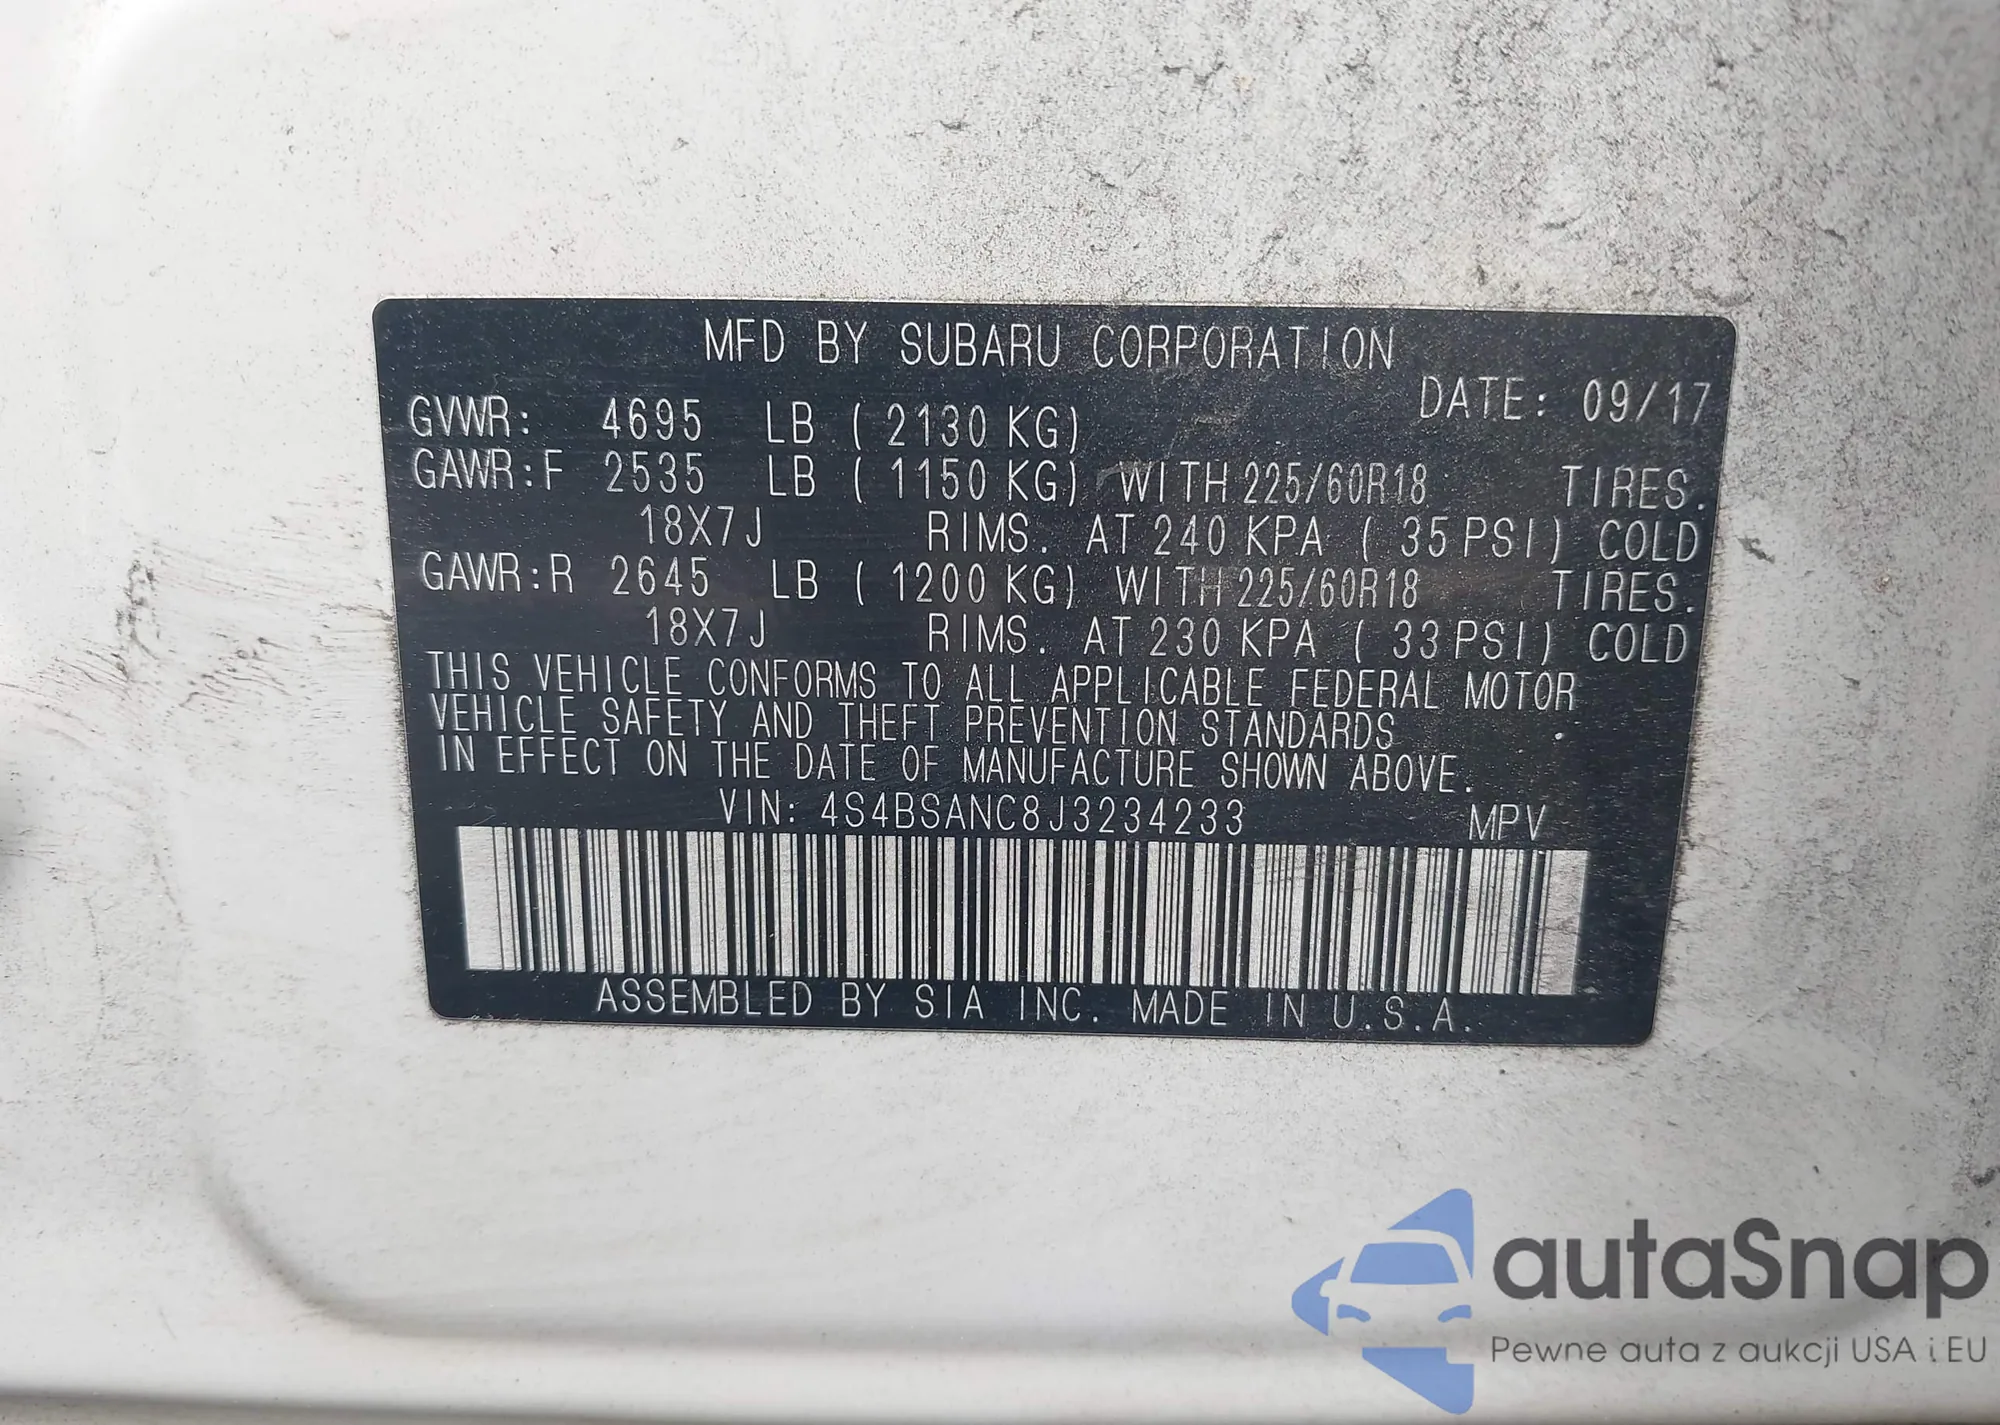 MFD BY SUBARU CORPORATION
DATE: 09/17
GVWR: 4695 LB ( 2130 KG)
GAWR:F 2535 LB ( 1150 KG) WITH 225/60R18 TIRES.
18X7J RIMS. AT 240 KPA ( 35 PSI) COLD
GAWR:R 2645 LB ( 1200 KG) WITH 225/60R18 TIRES.
18X7J RIMS. AT 230 KPA ( 33 PSI) COLD
THIS VEHICLE CONFORMS TO ALL APPLICABLE FEDERAL MOTOR
VEHICLE SAFETY AND THEFT PREVENTION STANDARDS
IN EFFECT ON THE DATE OF MANUFACTURE SHOWN ABOVE.
VIN: 4S4BSANC8J3234233 MPV
ASSEMBLED BY SIA INC. MADE IN U.S.A.
autaSnap
Pewne auta z aukcji USA i EU